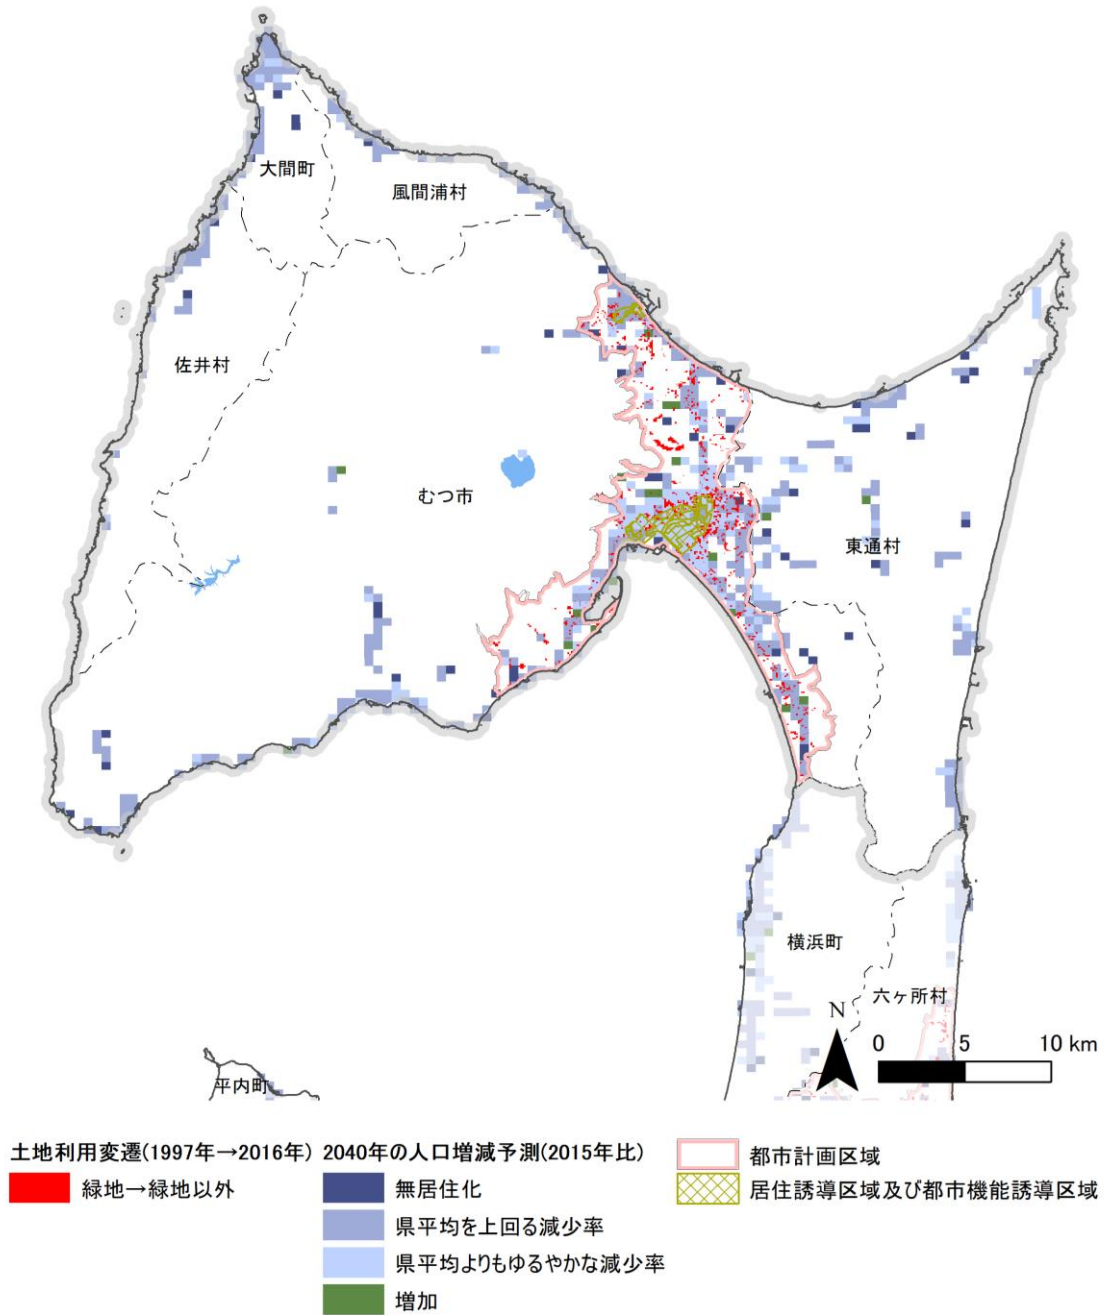 大間町
風間浦村
佐井村
むつ市
東通村
横浜町
六ヶ所村
N
0 5 10 km
平内町
土地利用変遷(1997年→2016年)
緑地→緑地以外
2040年の人口増減予測(2015年比)
無居住化
県平均を上回る減少率
県平均よりもゆるやかな減少率
増加
都市計画区域
居住誘導区域及び都市機能誘導区域